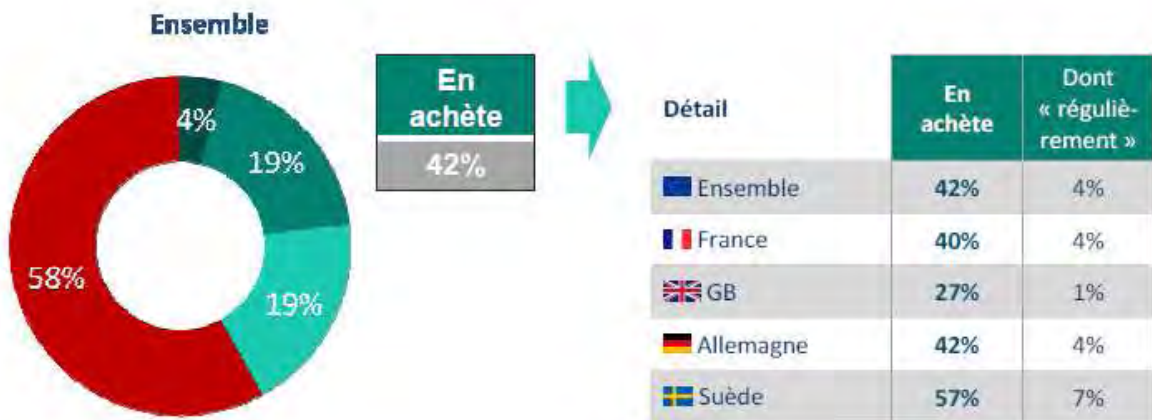 Ensemble
4%
19%
19%
58%
En
achète
42%
Détail
En
achète
Dont
« réguliè-
rement »
Ensemble 42% 4%
France 40% 4%
GB 27% 1%
Allemagne 42% 4%
Suède 57% 7%